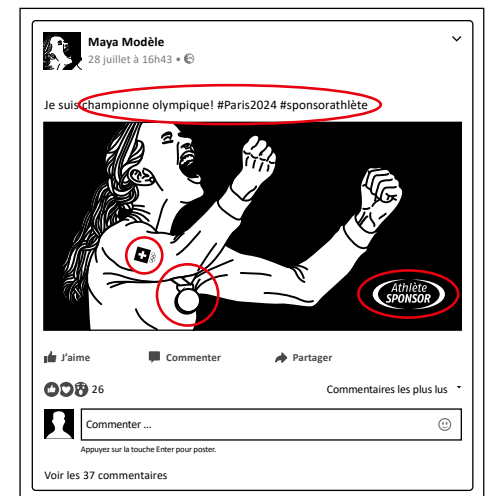 Maya Modèle
28 juillet à 16h43 •
Je suis championne olympique! #Paris2024 #sponsorathlète
Athlète
SPONSOR
J'aime
Commenter
Partager
26
Commentaires les plus lus
Commenter ...
Appuyez sur la touche Enter pour poster.
Voir les 37 commentaires